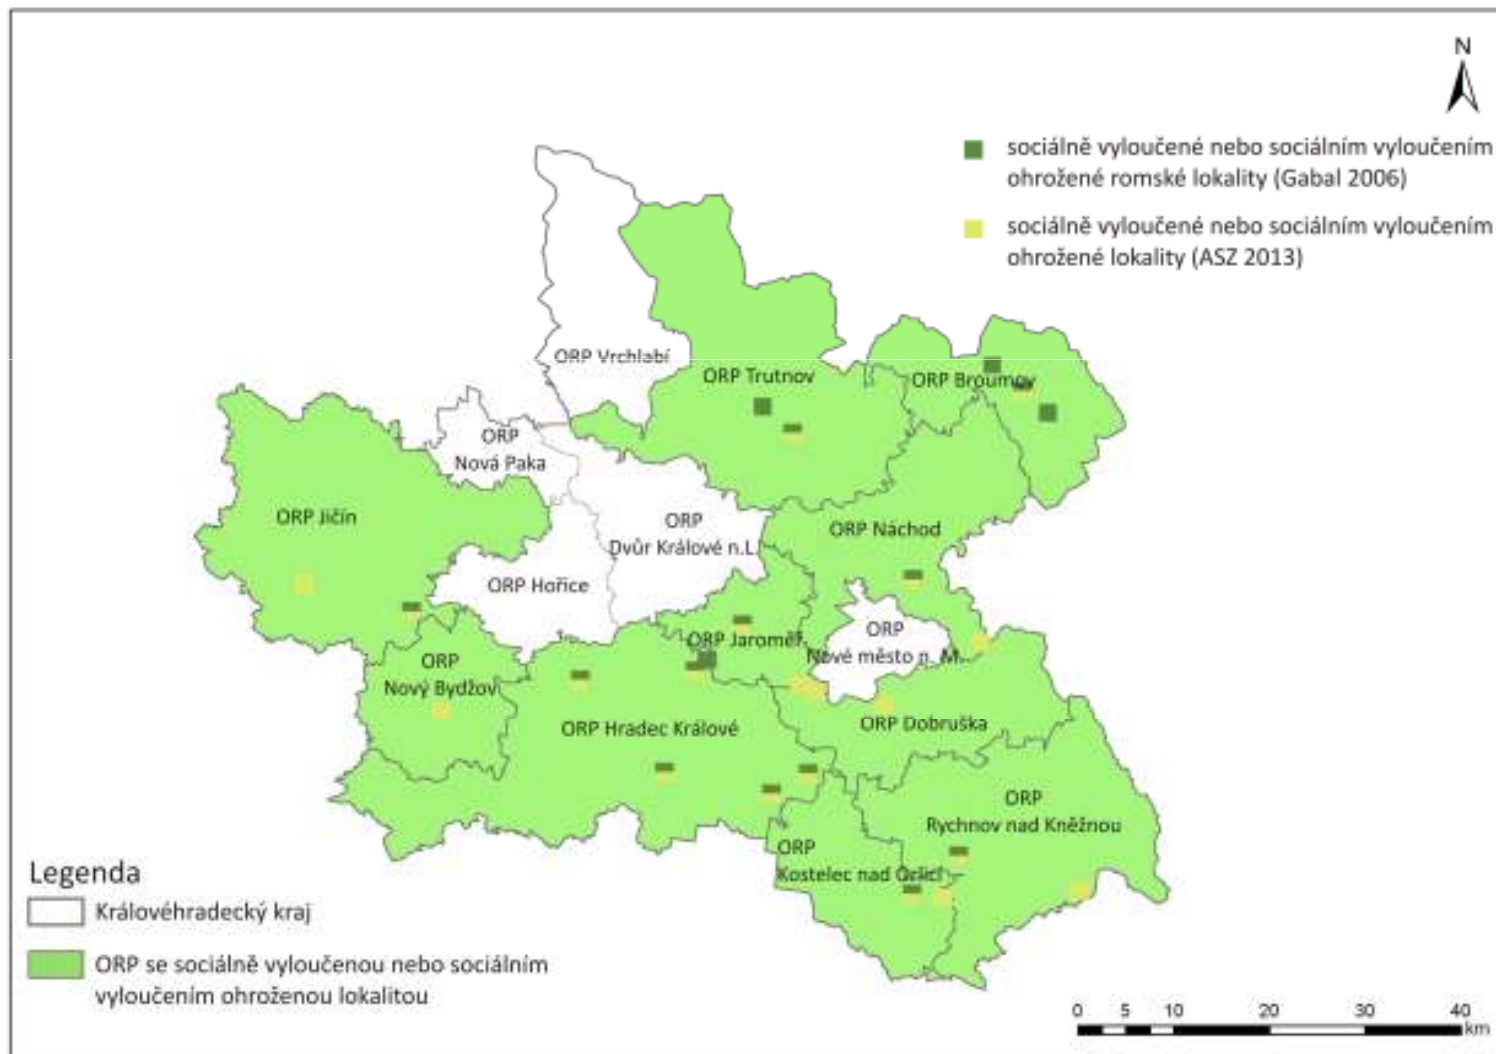 N
sociálně vyloučené nebo sociálním vyloučením
ohrožené romské lokality (Gabal 2006)
sociálně vyloučené nebo sociálním vyloučením
ohrožené lokality (ASZ 2013)
ORP Vrchlabí
ORP Trutnov
ORP Broumov
ORP
Nová Paka
ORP Jičín
ORP
Dvůr Králové n.L.
ORP Náchod
ORP Hořice
ORP Jaroměř
ORP
Nové město n. M.
ORP
Nový Bydžov
ORP Hradec Králové
ORP Dobruška
ORP
Rychnov nad Kněžnou
ORP
Kostelec nad Orlicí
Legenda
Královéhradecký kraj
ORP se sociálně vyloučenou nebo sociálním
vyloučením ohroženou lokalitou
0 5 10 20 30 40
km